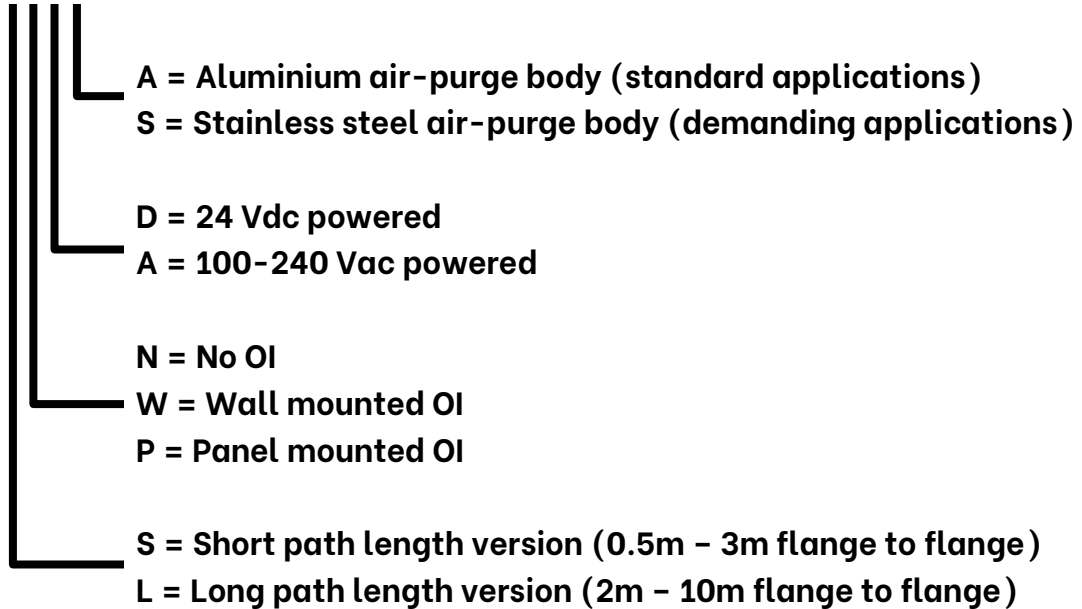 A = Aluminium air-purge body (standard applications)
S = Stainless steel air-purge body (demanding applications)
D = 24 Vdc powered
A = 100-240 Vac powered
N = No OI
W = Wall mounted OI
P = Panel mounted OI
S = Short path length version (0.5m – 3m flange to flange)
L = Long path length version (2m – 10m flange to flange)